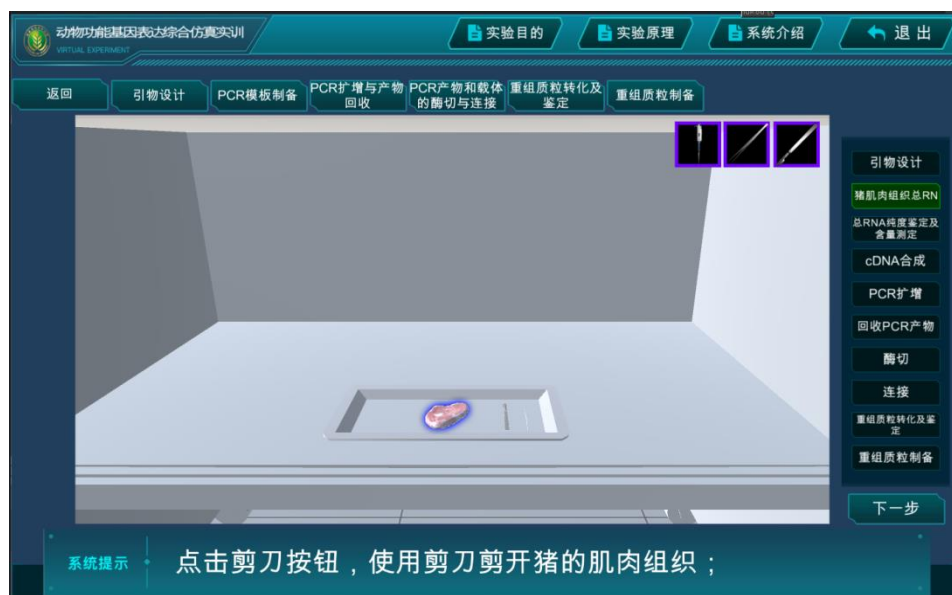 动物功能基因表达综合仿真实训
VIRTUAL EXPERIMENT
实验目的
实验原理
系统介绍
退出
返回
引物设计
PCR模板制备
PCR扩增与产物
回收
PCR产物和载体
的酶切与连接
重组质粒转化及
鉴定
重组质粒制备
引物设计
猪肌肉组织总RN
总RNA纯度鉴定及
含量测定
cDNA合成
PCR扩增
回收PCR产物
酶切
连接
重组质粒转化及鉴
定
重组质粒制备
下一步
系统提示
点击剪刀按钮，使用剪刀剪开猪的肌肉组织；